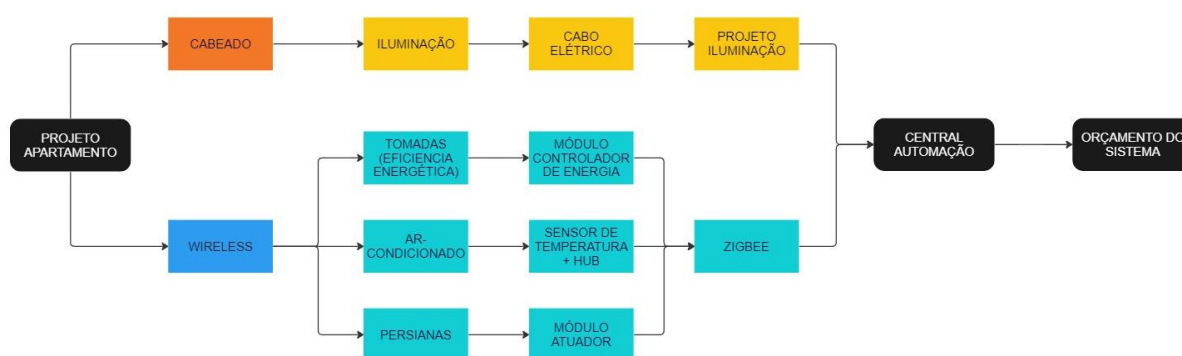 CABEADO
ILUMINAÇÃO
CABO
ELÉTRICO
PROJETO
ILUMINAÇÃO
PROJETO
APARTAMENTO
TOMADAS
(EFICIENCIA
ENERGÉTICA)
MÓDULO
CONTROLADOR
DE ENERGIA
CENTRAL
AUTOMAÇÃO
ORÇAMENTO DO
SISTEMA
WIRELESS
AR-
CONDICIONADO
SENSOR DE
TEMPERATURA
+ HUB
ZIGBEE
PERSIANAS
MÓDULO
ATUADOR